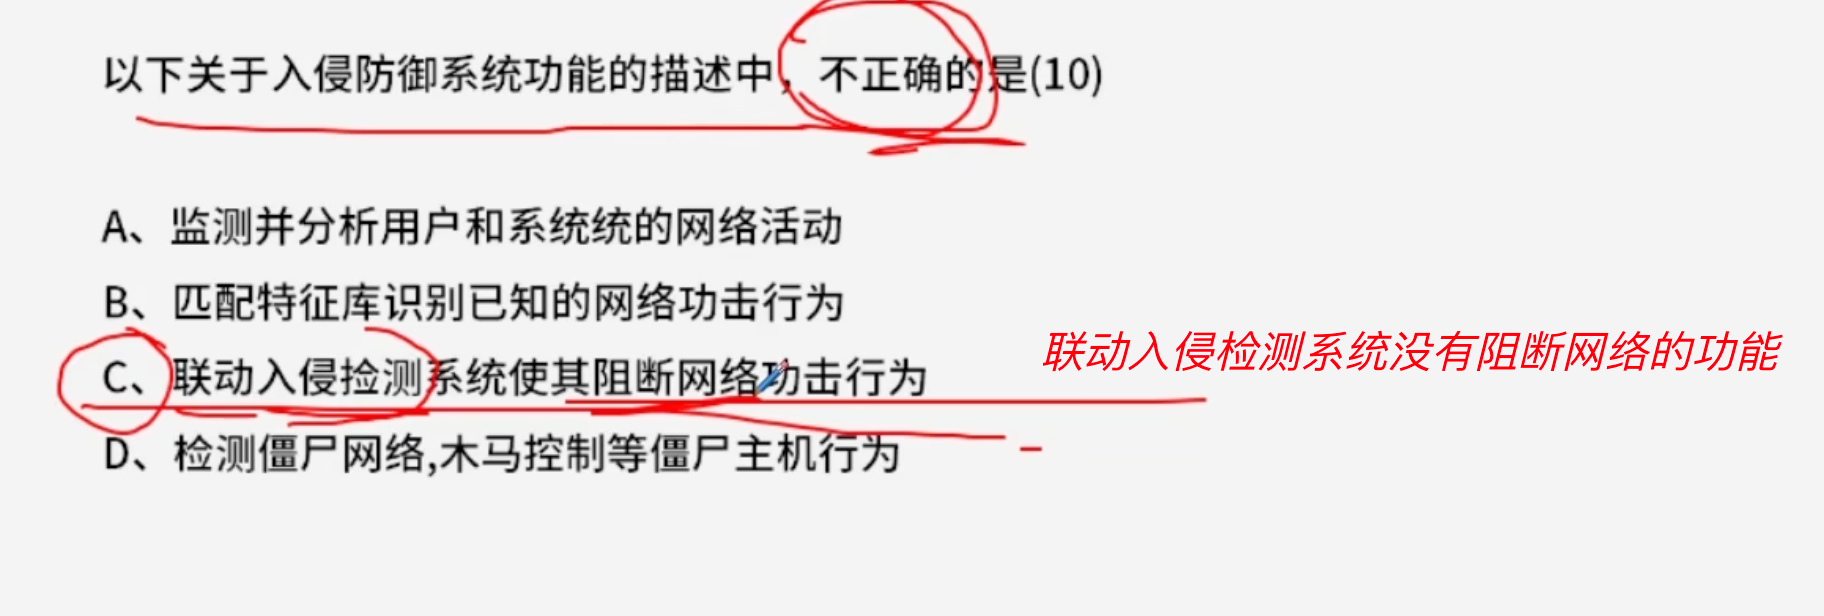 以下关于入侵防御系统功能的描述中，不正确的是(10)
A、监测并分析用户和系统统的网络活动
B、匹配特征库识别已知的网络功击行为
C、联动入侵捡测系统使其阻断网络功击行为
联动入侵检测系统没有阻断网络的功能
D、检测僵尸网络,木马控制等僵尸主机行为